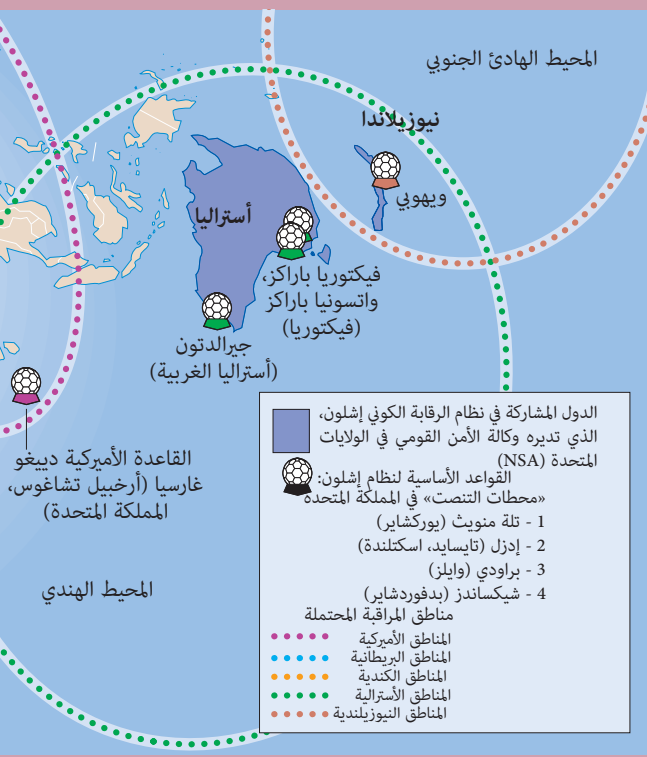 المحيط الهادئ الجنوبي
نيوزيلاندا
ويهوبي
أستراليا
فيكتوريا باراكز،
واتسونيا باراكز
(فيكتوريا)
جيرالدتون
(أستراليا الغربية)
القاعدة الأميركية دييغو
غارسيا (أرخبيل تشاغوس،
المملكة المتحدة)
المحيط الهندي
الدول المشاركة في نظام الرقابة الكوني إشلون،
الذي تديره وكالة الأمن القومي في الولايات
المتحدة (NSA)
القواعد الأساسية لنظام إشلون:
«محطات التنصت» في المملكة المتحدة
1 - تلة منويث (يوركشاير)
2 - إدزل (تايسايد، اسكتلندة)
3 - براودي (وايلز)
4 - شيكساندز (بدفوردشاير)
مناطق المراقبة المحتملة
المناطق الأميركية
المناطق البريطانية
المناطق الكندية
المناطق الأسترالية
المناطق النيوزيلندية